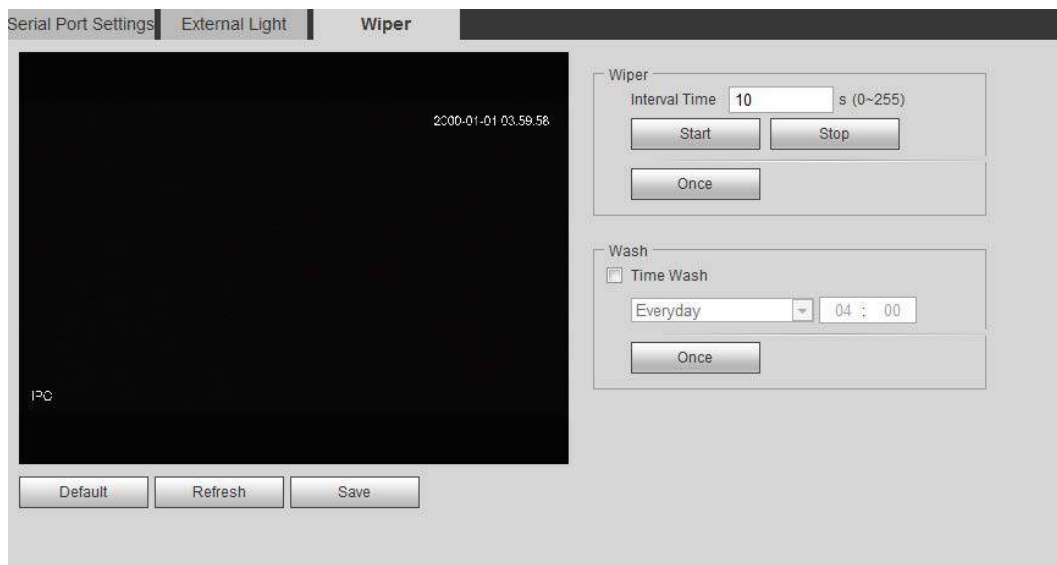 Serial Port Settings External Light Wiper
2000-01-01 03:59:58
IPC
Default Refresh Save
Wiper
Interval Time 10 s (0~255)
Start Stop
Once
Wash
Time Wash
Everyday 04 : 00
Once